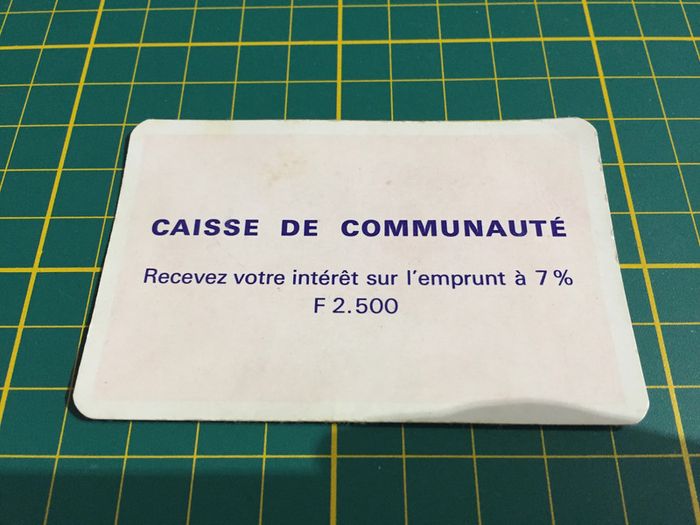 CAISSE DE COMMUNAUTÉ
Recevez votre intérêt sur l'emprunt à 7 %
F 2.500